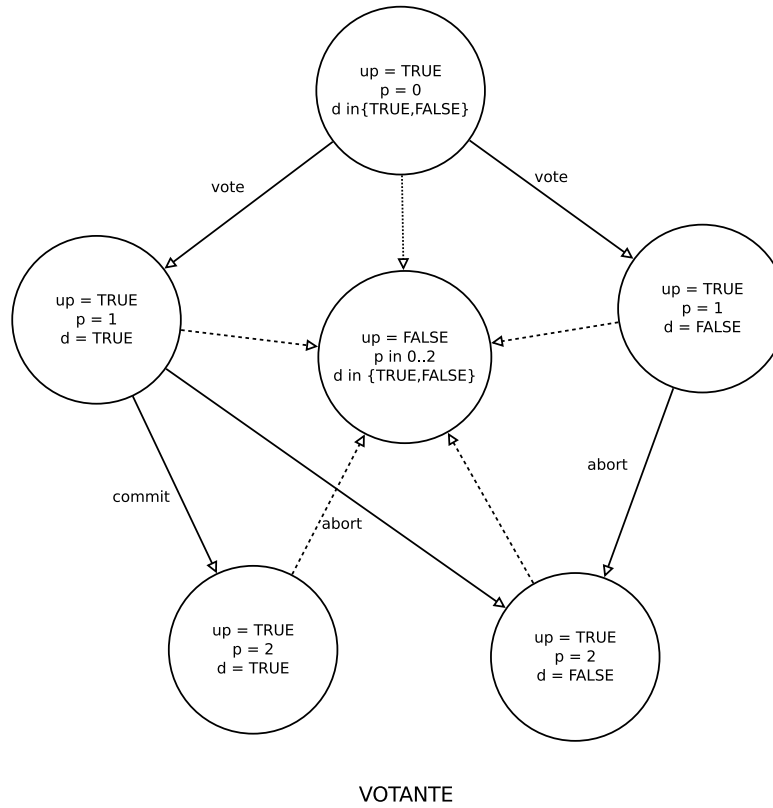 up = TRUE
p = 0
d in{TRUE,FALSE}
vote
vote
up = TRUE
p = 1
d = TRUE
up = FALSE
p in 0..2
d in {TRUE,FALSE}
up = TRUE
p = 1
d = FALSE
commit
abort
abort
up = TRUE
p = 2
d = TRUE
up = TRUE
p = 2
d = FALSE
VOTANTE